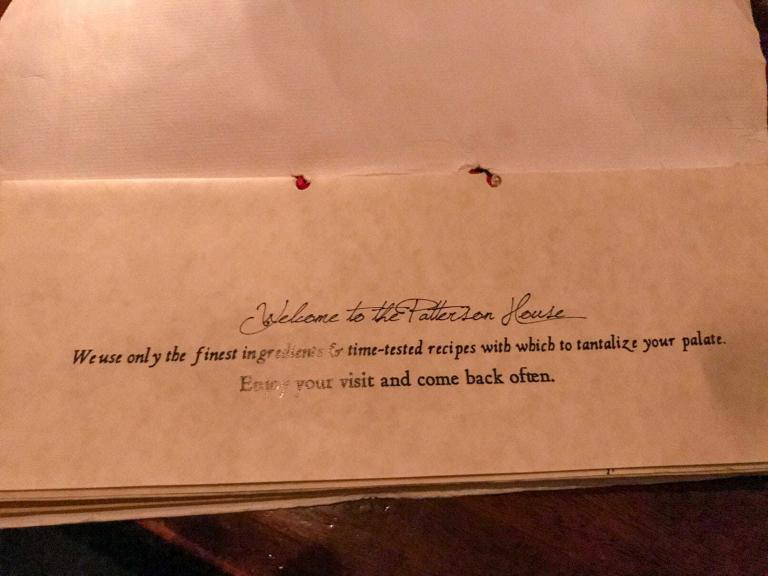 Welcome to the Patterson House
We use only the finest ingredients & time-tested recipes with which to tantalize your palate.
Enjoy your visit and come back often.